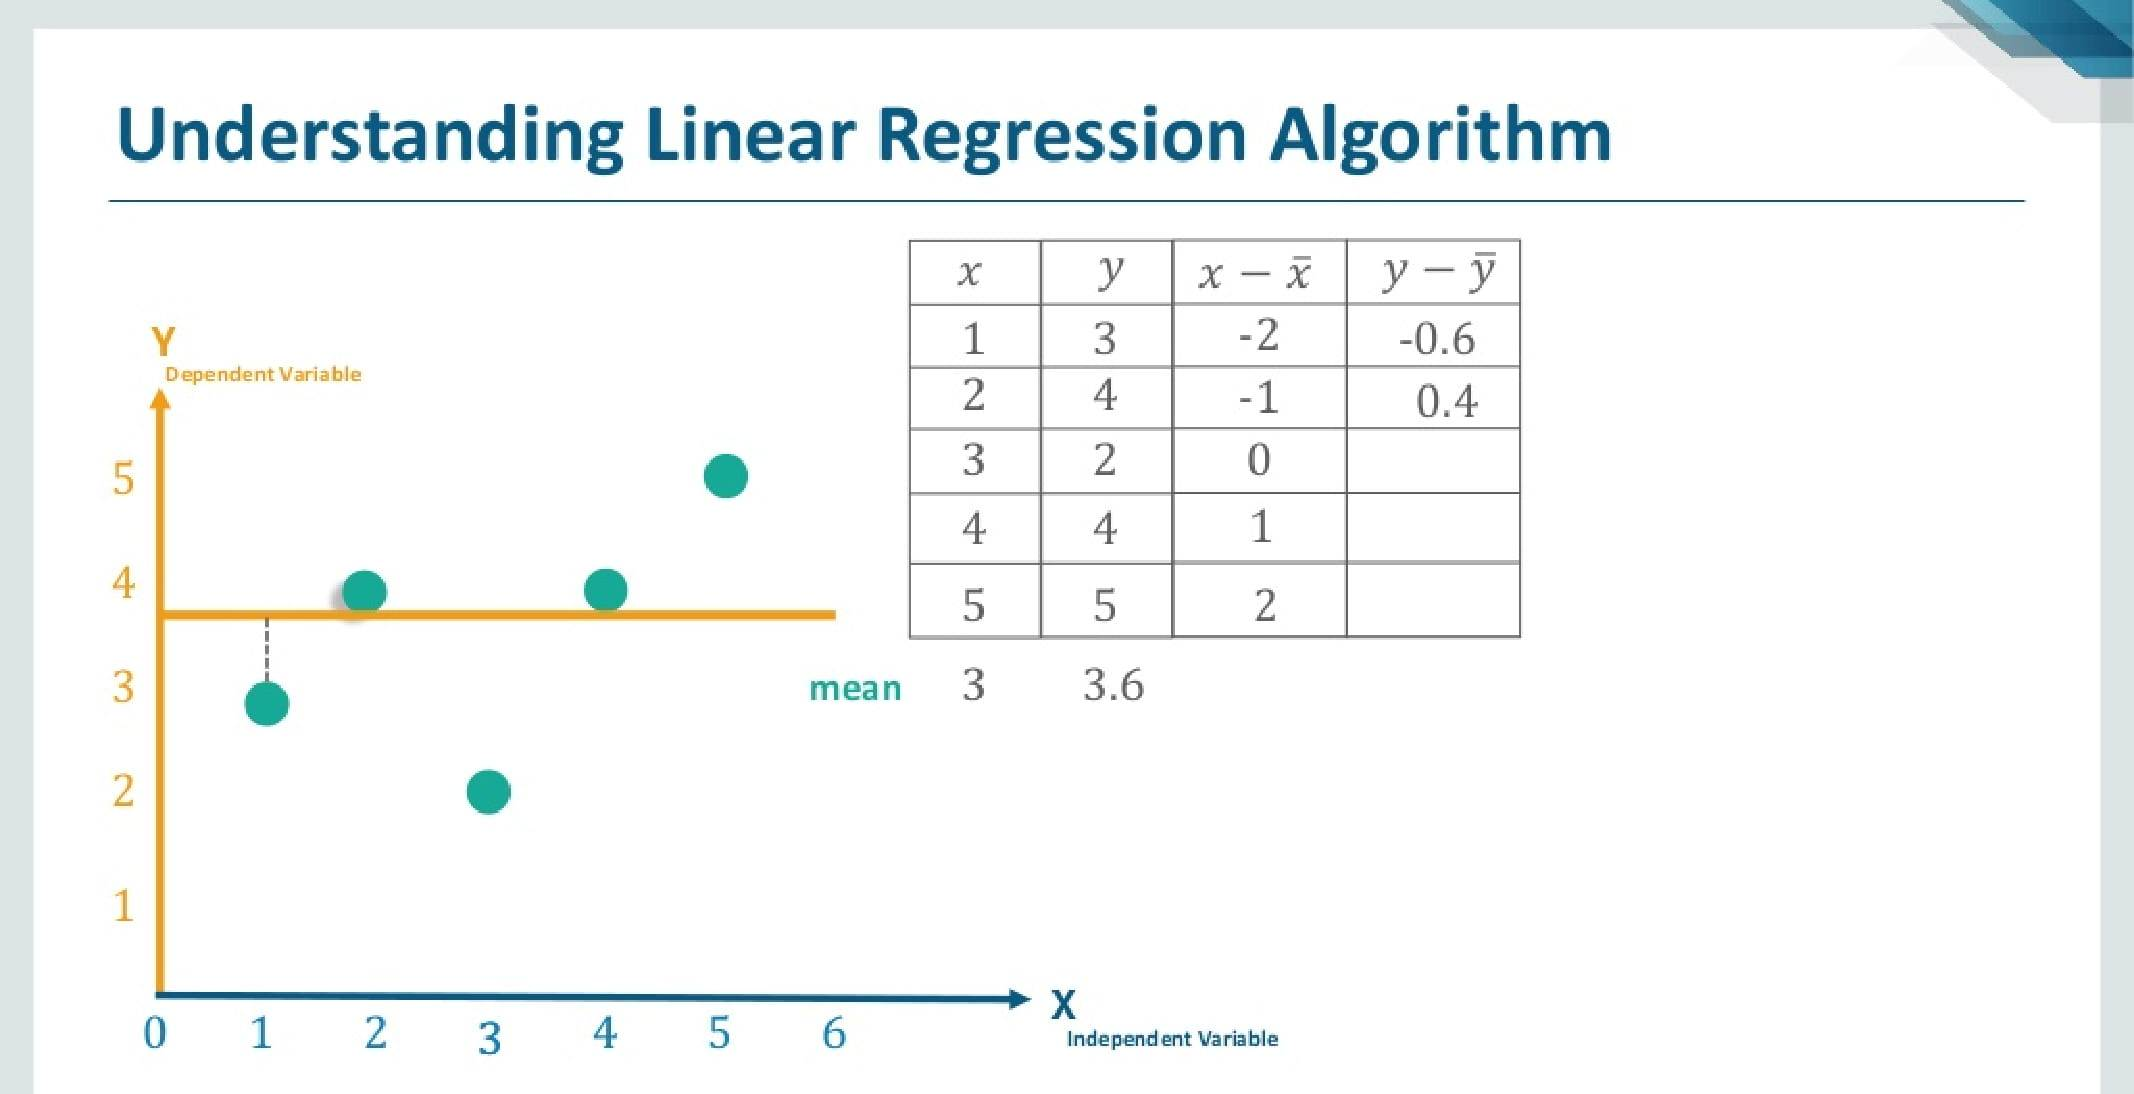 Understanding Linear Regression Algorithm
Y
Dependent Variable
5
4
3
2
1
0 1 2 3 4 5 6
X
Independent Variable
x y x − x̄ y − ȳ
1 3 -2 -0.6
2 4 -1 0.4
3 2 0
4 4 1
5 5 2
mean 3 3.6